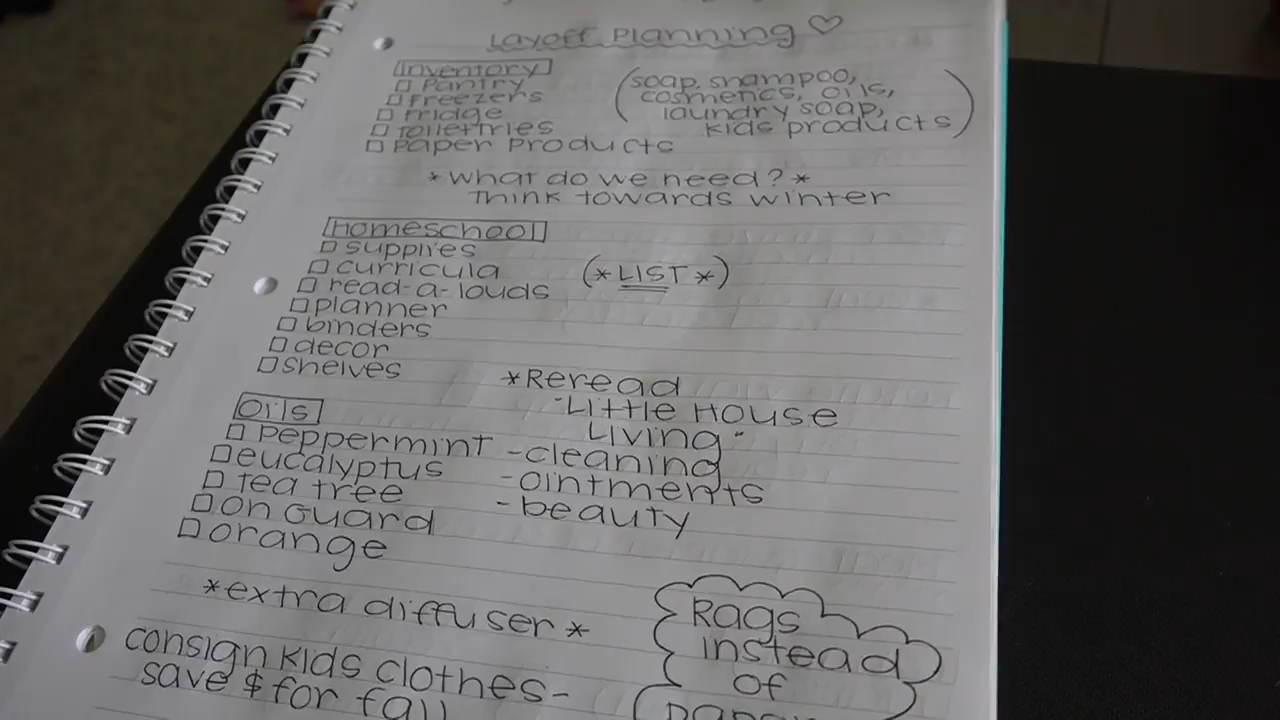 Layoff Planning ♡
Inventory
□ Pantry
□ Freezers
□ Fridge
□ Toiletries
□ Paper Products
(soap, shampoo,
cosmetics, oils,
laundry soap,
kids products)
*What do we need?*
Think towards winter
Homeschool
□ supplies
□ curricula
□ read-a-louds
□ planner
□ binders
□ decor
□ shelves
(*LIST*)
*Reread
"Little House
Living"
-cleaning
-ointments
-beauty
Oils
□ Peppermint
□ eucalyptus
□ tea tree
□ on Guard
□ orange
*extra diffuser*
Rags
instead
of
consign kids clothes-
save $ for fall